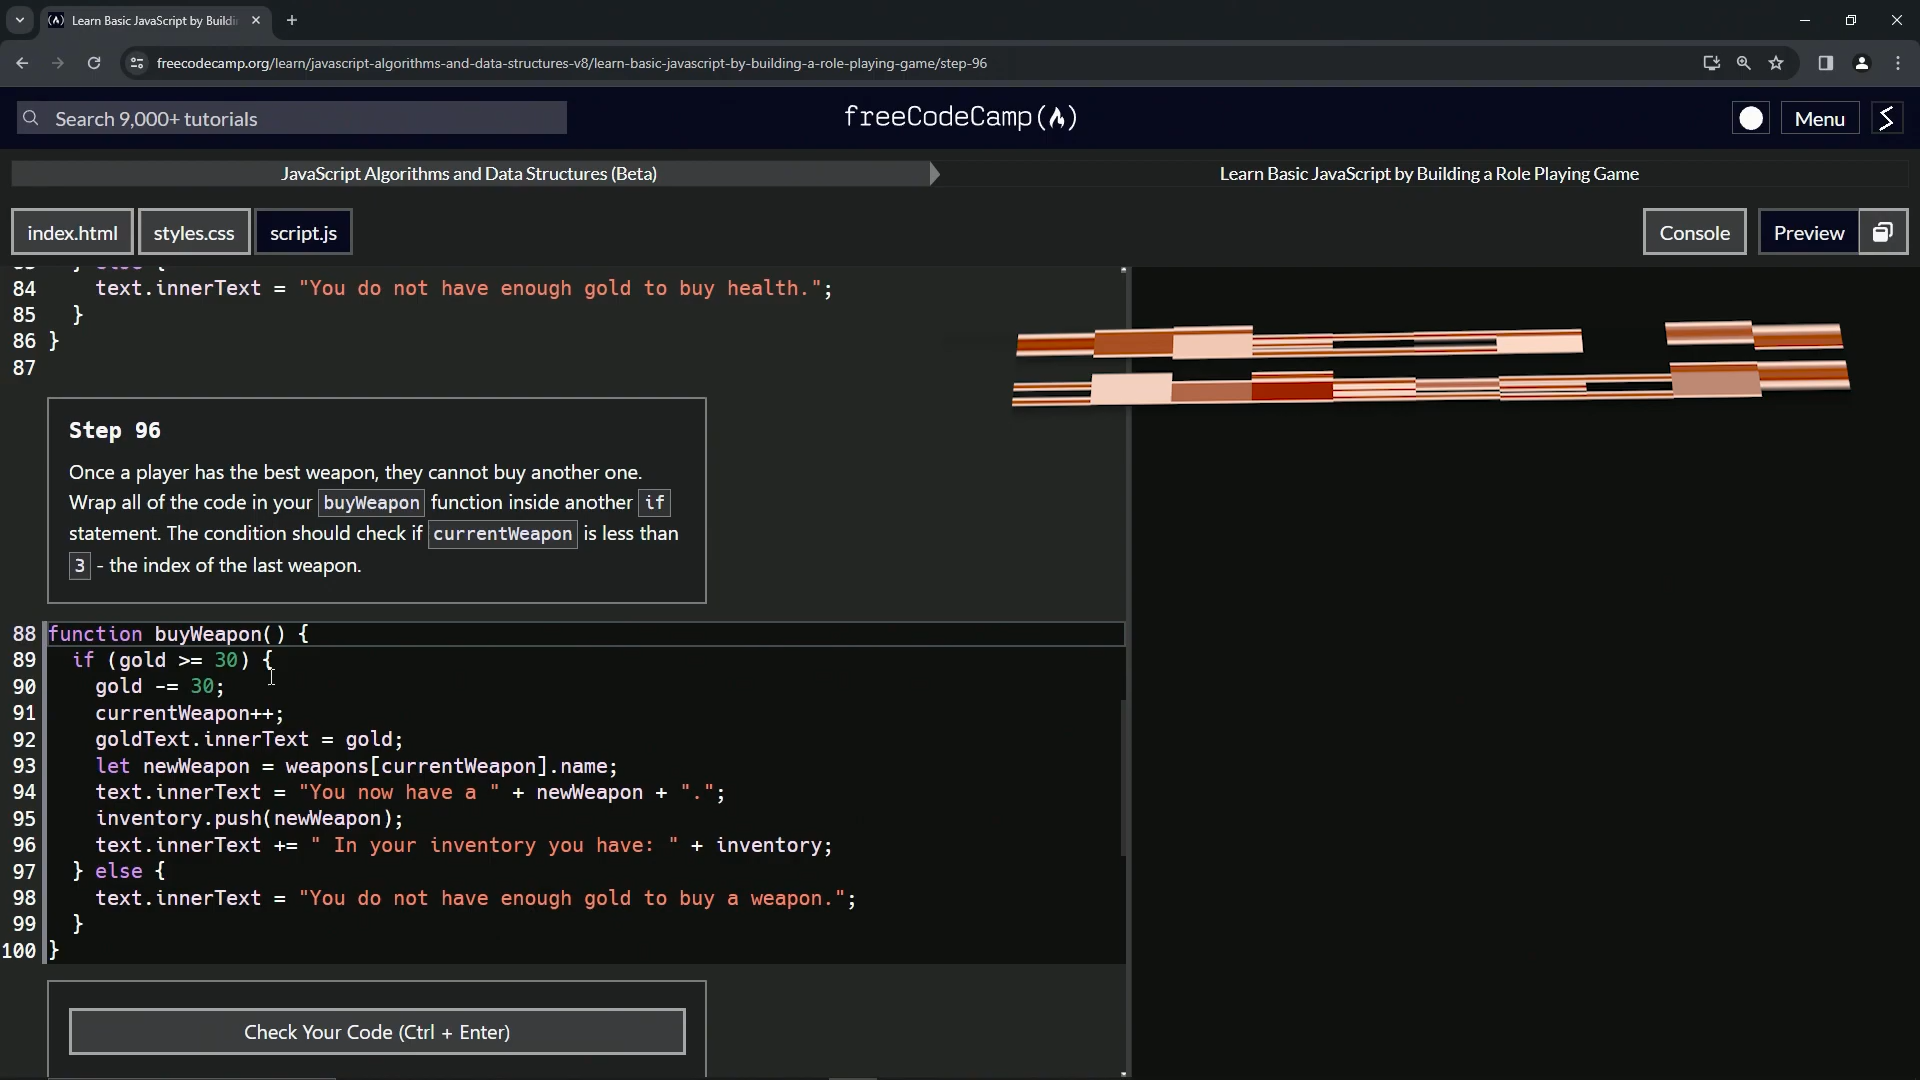 Learn Basic JavaScript by Buildi
freecodecamp.org/learn/javascript-algorithms-and-data-structures-v8/learn-basic-javascript-by-building-a-role-playing-game/step-96
Search 9,000+ tutorials
freeCodeCamp(🔥)
Menu
JavaScript Algorithms and Data Structures (Beta)
Learn Basic JavaScript by Building a Role Playing Game
index.html
styles.css
script.js
Console
Preview
84 text.innerText = "You do not have enough gold to buy health.";
85 }
86 }
87
Step 96
Once a player has the best weapon, they cannot buy another one.
Wrap all of the code in your buyWeapon function inside another if
statement. The condition should check if currentWeapon is less than
3 - the index of the last weapon.
88 function buyWeapon() {
89 if (gold >= 30) {
90 gold -= 30;
91 currentWeapon++;
92 goldText.innerText = gold;
93 let newWeapon = weapons[currentWeapon].name;
94 text.innerText = "You now have a " + newWeapon + ".";
95 inventory.push(newWeapon);
96 text.innerText += " In your inventory you have: " + inventory;
97 } else {
98 text.innerText = "You do not have enough gold to buy a weapon.";
99 }
100 }
Check Your Code (Ctrl + Enter)